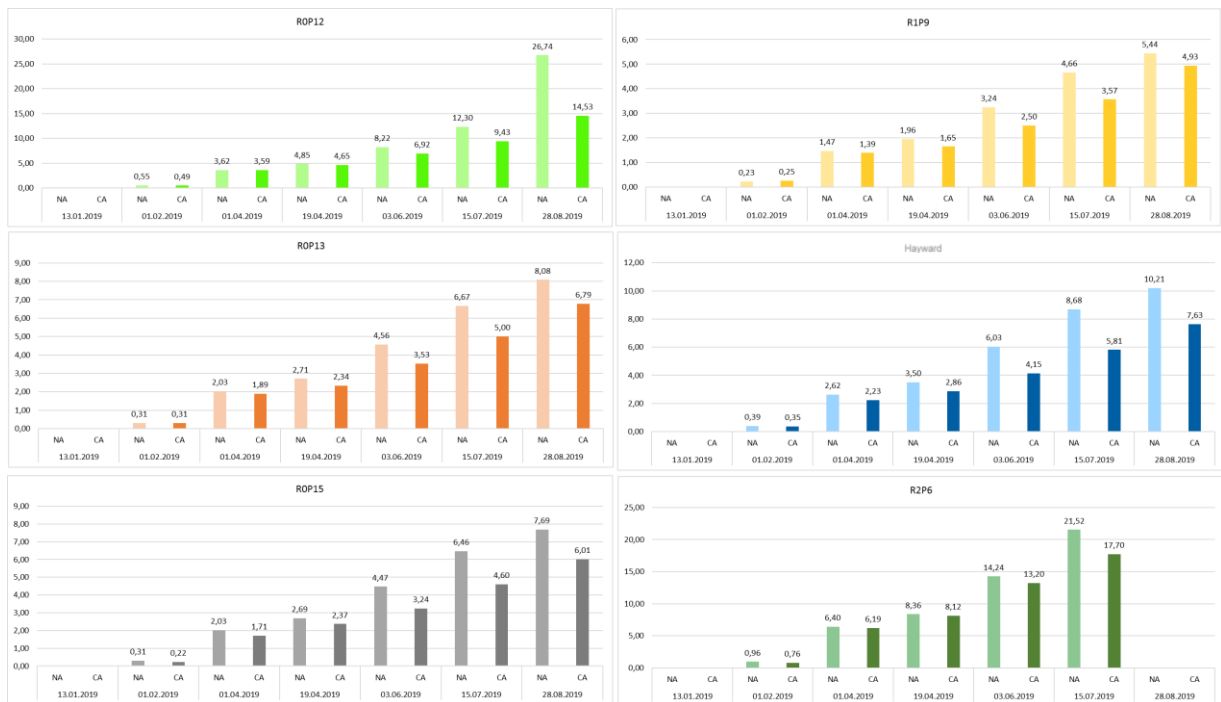 R0P12
30,00
25,00
20,00
15,00
10,00
5,00
0,00
0,55 0,49 3,62 3,59 4,85 4,65 8,22 6,92 12,30 9,43 26,74 14,53
NA CA NA CA NA CA NA CA NA CA NA CA NA CA
13.01.2019 01.02.2019 01.04.2019 19.04.2019 03.06.2019 15.07.2019 28.08.2019
R1P9
6,00
5,00
4,00
3,00
2,00
1,00
0,00
0,23 0,25 1,47 1,39 1,96 1,65 3,24 2,50 4,66 3,57 5,44 4,93
NA CA NA CA NA CA NA CA NA CA NA CA NA CA
13.01.2019 01.02.2019 01.04.2019 19.04.2019 03.06.2019 15.07.2019 28.08.2019
R0P13
9,00
8,00
7,00
6,00
5,00
4,00
3,00
2,00
1,00
0,00
0,31 0,31 2,03 1,89 2,71 2,34 4,56 3,53 6,67 5,00 8,08 6,79
NA CA NA CA NA CA NA CA NA CA NA CA NA CA
13.01.2019 01.02.2019 01.04.2019 19.04.2019 03.06.2019 15.07.2019 28.08.2019
Hayward
12,00
10,00
8,00
6,00
4,00
2,00
0,00
0,39 0,35 2,62 2,23 3,50 2,86 6,03 4,15 8,68 5,81 10,21 7,63
NA CA NA CA NA CA NA CA NA CA NA CA NA CA
13.01.2019 01.02.2019 01.04.2019 19.04.2019 03.06.2019 15.07.2019 28.08.2019
R0P15
9,00
8,00
7,00
6,00
5,00
4,00
3,00
2,00
1,00
0,00
0,31 0,22 2,03 1,71 2,69 2,37 4,47 3,24 6,46 4,60 7,69 6,01
NA CA NA CA NA CA NA CA NA CA NA CA NA CA
13.01.2019 01.02.2019 01.04.2019 19.04.2019 03.06.2019 15.07.2019 28.08.2019
R2P6
25,00
20,00
15,00
10,00
5,00
0,00
0,96 0,76 6,40 6,19 8,36 8,12 14,24 13,20 21,52 17,70
NA CA NA CA NA CA NA CA NA CA NA CA NA CA
13.01.2019 01.02.2019 01.04.2019 19.04.2019 03.06.2019 15.07.2019 28.08.2019